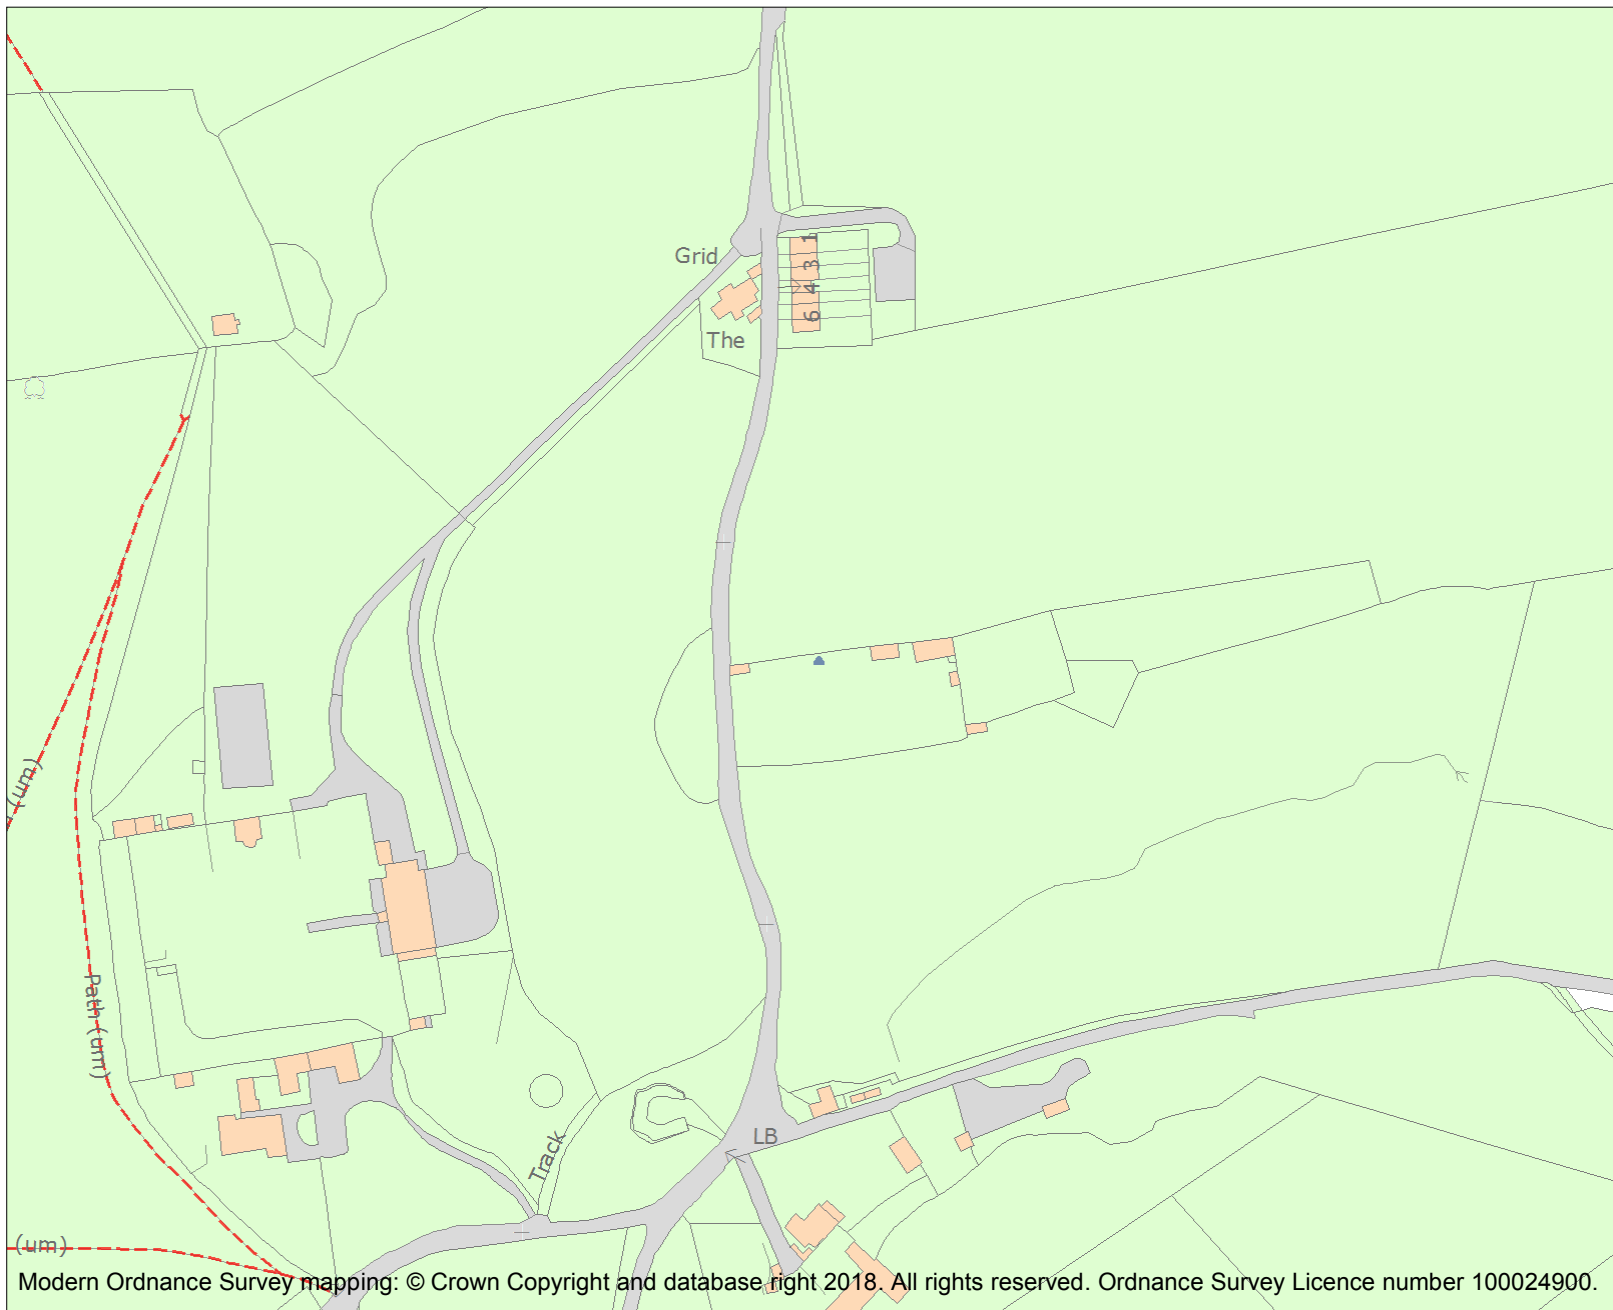 Grid
1
3
4
6
The
(um)
Path (um)
Track
LB
(um)
Modern Ordnance Survey mapping: © Crown Copyright and database right 2018. All rights reserved. Ordnance Survey Licence number 100024900.